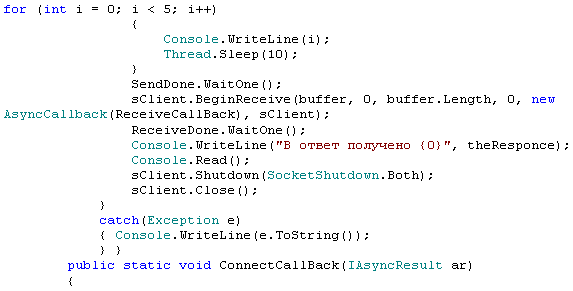 for (int i = 0; i < 5; i++)
{
Console.WriteLine(i);
Thread.Sleep(10);
}
SendDone.WaitOne();
sClient.BeginReceive(buffer, 0, buffer.Length, 0, new
AsyncCallback(ReceiveCallBack), sClient);
ReceiveDone.WaitOne();
Console.WriteLine("В ответ получено {0}", theResponce);
Console.Read();
sClient.Shutdown(SocketShutdown.Both);
sClient.Close();
}
catch(Exception e)
{ Console.WriteLine(e.ToString());
} }
public static void ConnectCallBack(IAsyncResult ar)
{